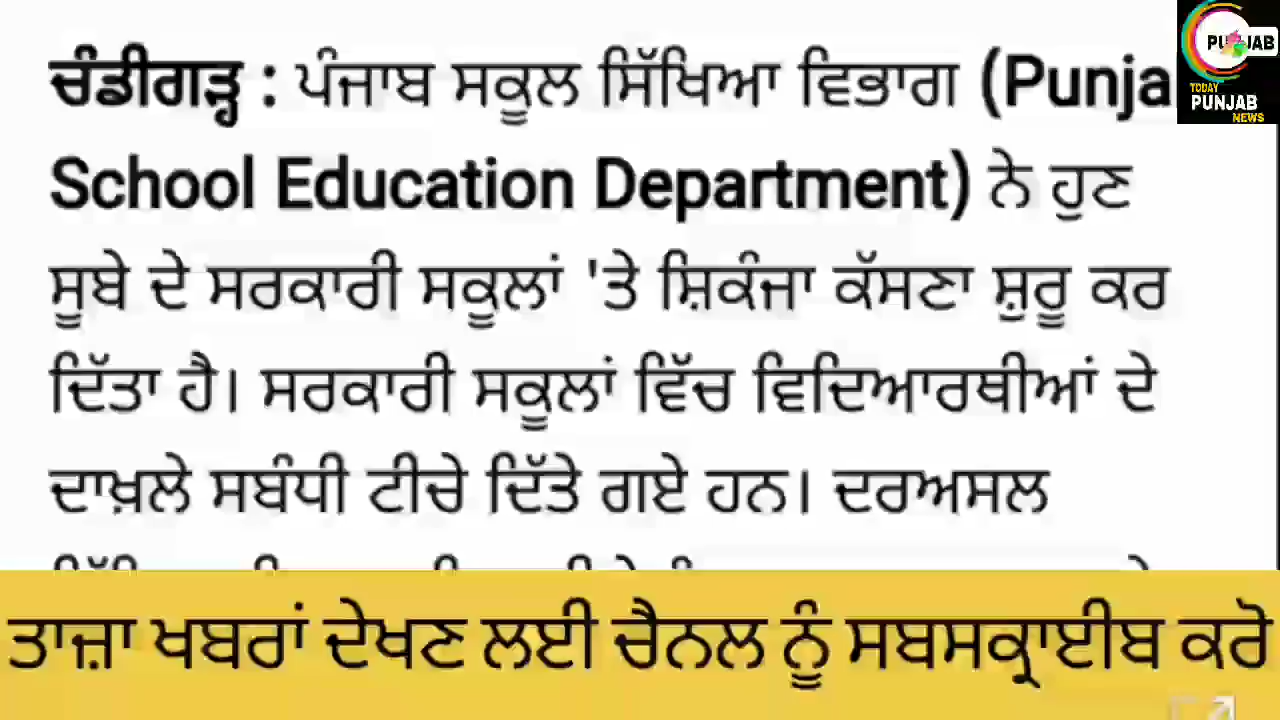 ਚੰਡੀਗੜ੍ਹ : ਪੰਜਾਬ ਸਕੂਲ ਸਿੱਖਿਆ ਵਿਭਾਗ (Punja
School Education Department) ਨੇ ਹੁਣ
ਸੂਬੇ ਦੇ ਸਰਕਾਰੀ ਸਕੂਲਾਂ 'ਤੇ ਸ਼ਿਕੰਜਾ ਕੱਸਣਾ ਸ਼ੁਰੂ ਕਰ
ਦਿੱਤਾ ਹੈ। ਸਰਕਾਰੀ ਸਕੂਲਾਂ ਵਿੱਚ ਵਿਦਿਆਰਥੀਆਂ ਦੇ
ਦਾਖ਼ਲੇ ਸਬੰਧੀ ਟੀਚੇ ਦਿੱਤੇ ਗਏ ਹਨ। ਦਰਅਸਲ
ਤਾਜ਼ਾ ਖਬਰਾਂ ਦੇਖਣ ਲਈ ਚੈਨਲ ਨੂੰ ਸਬਸਕ੍ਰਾਈਬ ਕਰੋ
PUNJAB
TODAY
PUNJAB
NEWS